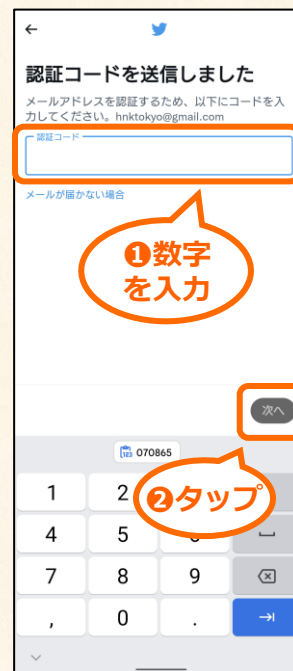 認証コードを送信しました
メールアドレスを認証するため、以下にコードを入
力してください。hnktokyo@gmail.com
認証コード
メールが届かない場合
❶数字
を入力
次へ
123 070865
❷タップ
1 2
4 5
7 8 9
, 0 .